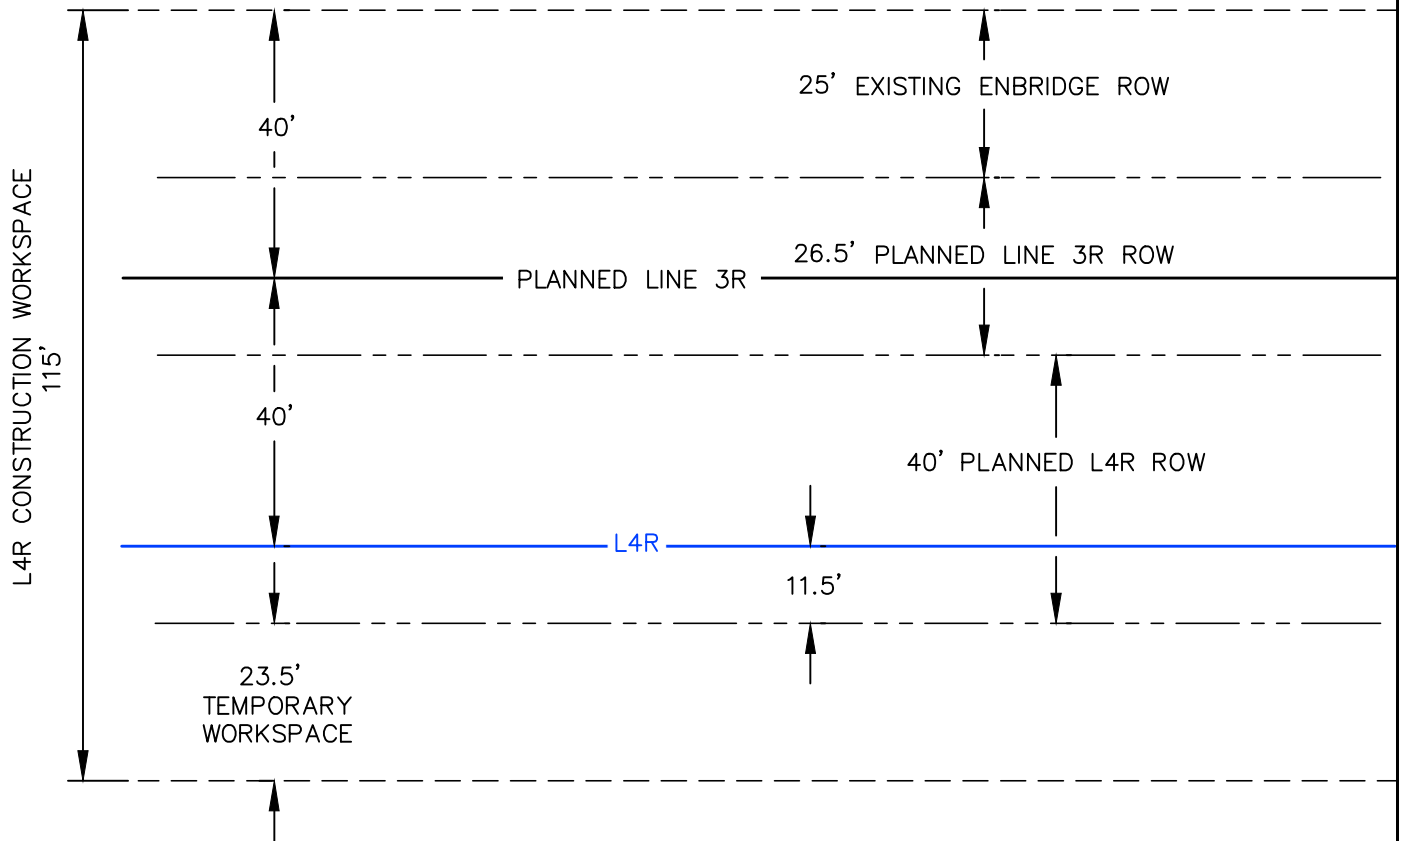 25' EXISTING ENBRIDGE ROW
40'
26.5' PLANNED LINE 3R ROW
PLANNED LINE 3R
L4R CONSTRUCTION WORKSPACE
115'
40'
40' PLANNED L4R ROW
L4R
11.5'
23.5'
TEMPORARY
WORKSPACE